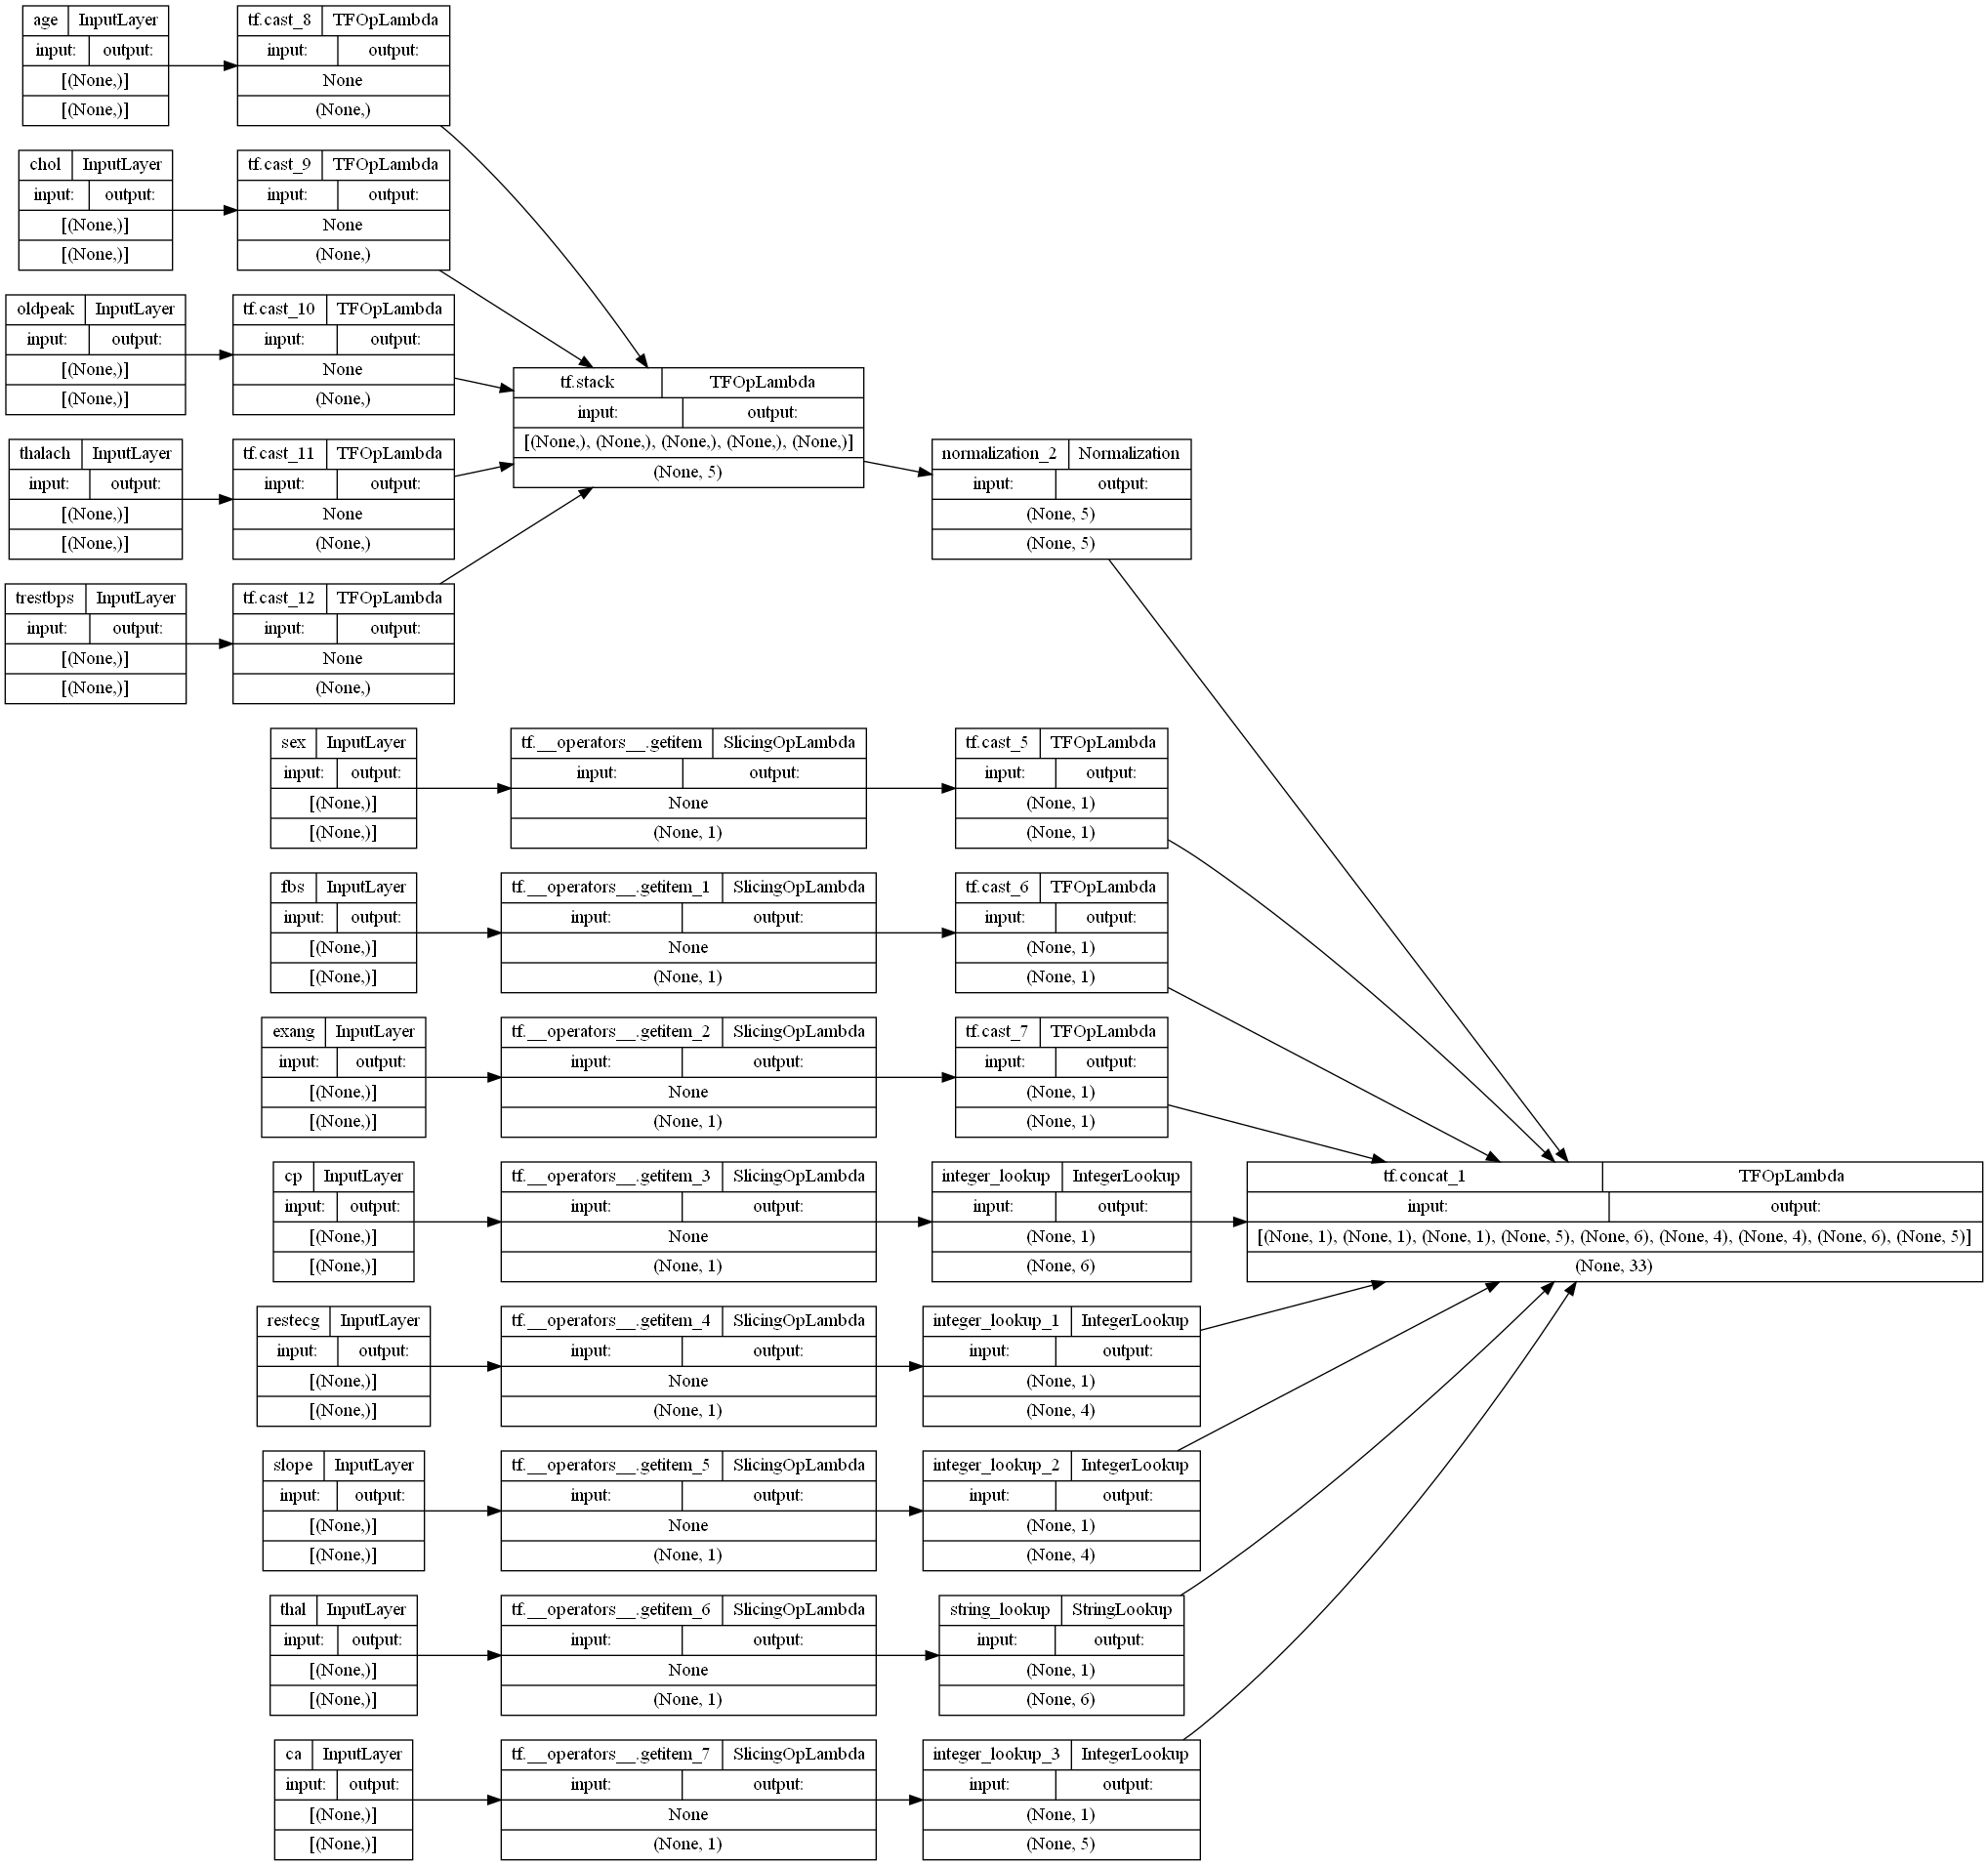 age InputLayer
input: output:
[(None,)]
[(None,)]
tf.cast_8 TFOpLambda
input: output:
None
(None,)
chol InputLayer
input: output:
[(None,)]
[(None,)]
tf.cast_9 TFOpLambda
input: output:
None
(None,)
oldpeak InputLayer
input: output:
[(None,)]
[(None,)]
tf.cast_10 TFOpLambda
input: output:
None
(None,)
thalach InputLayer
input: output:
[(None,)]
[(None,)]
tf.cast_11 TFOpLambda
input: output:
None
(None,)
trestbps InputLayer
input: output:
[(None,)]
[(None,)]
tf.cast_12 TFOpLambda
input: output:
None
(None,)
tf.stack TFOpLambda
input: output:
[(None,), (None,), (None,), (None,), (None,)]
(None, 5)
normalization_2 Normalization
input: output:
(None, 5)
(None, 5)
sex InputLayer
input: output:
[(None,)]
[(None,)]
tf.__operators__.getitem SlicingOpLambda
input: output:
None
(None, 1)
tf.cast_5 TFOpLambda
input: output:
(None, 1)
(None, 1)
fbs InputLayer
input: output:
[(None,)]
[(None,)]
tf.__operators__.getitem_1 SlicingOpLambda
input: output:
None
(None, 1)
tf.cast_6 TFOpLambda
input: output:
(None, 1)
(None, 1)
exang InputLayer
input: output:
[(None,)]
[(None,)]
tf.__operators__.getitem_2 SlicingOpLambda
input: output:
None
(None, 1)
tf.cast_7 TFOpLambda
input: output:
(None, 1)
(None, 1)
cp InputLayer
input: output:
[(None,)]
[(None,)]
tf.__operators__.getitem_3 SlicingOpLambda
input: output:
None
(None, 1)
integer_lookup IntegerLookup
input: output:
(None, 1)
(None, 6)
tf.concat_1 TFOpLambda
input: output:
[(None, 1), (None, 1), (None, 1), (None, 5), (None, 6), (None, 4), (None, 4), (None, 6), (None, 5)]
(None, 33)
restecg InputLayer
input: output:
[(None,)]
[(None,)]
tf.__operators__.getitem_4 SlicingOpLambda
input: output:
None
(None, 1)
integer_lookup_1 IntegerLookup
input: output:
(None, 1)
(None, 4)
slope InputLayer
input: output:
[(None,)]
[(None,)]
tf.__operators__.getitem_5 SlicingOpLambda
input: output:
None
(None, 1)
integer_lookup_2 IntegerLookup
input: output:
(None, 1)
(None, 4)
thal InputLayer
input: output:
[(None,)]
[(None,)]
tf.__operators__.getitem_6 SlicingOpLambda
input: output:
None
(None, 1)
string_lookup StringLookup
input: output:
(None, 1)
(None, 6)
ca InputLayer
input: output:
[(None,)]
[(None,)]
tf.__operators__.getitem_7 SlicingOpLambda
input: output:
None
(None, 1)
integer_lookup_3 IntegerLookup
input: output:
(None, 1)
(None, 5)